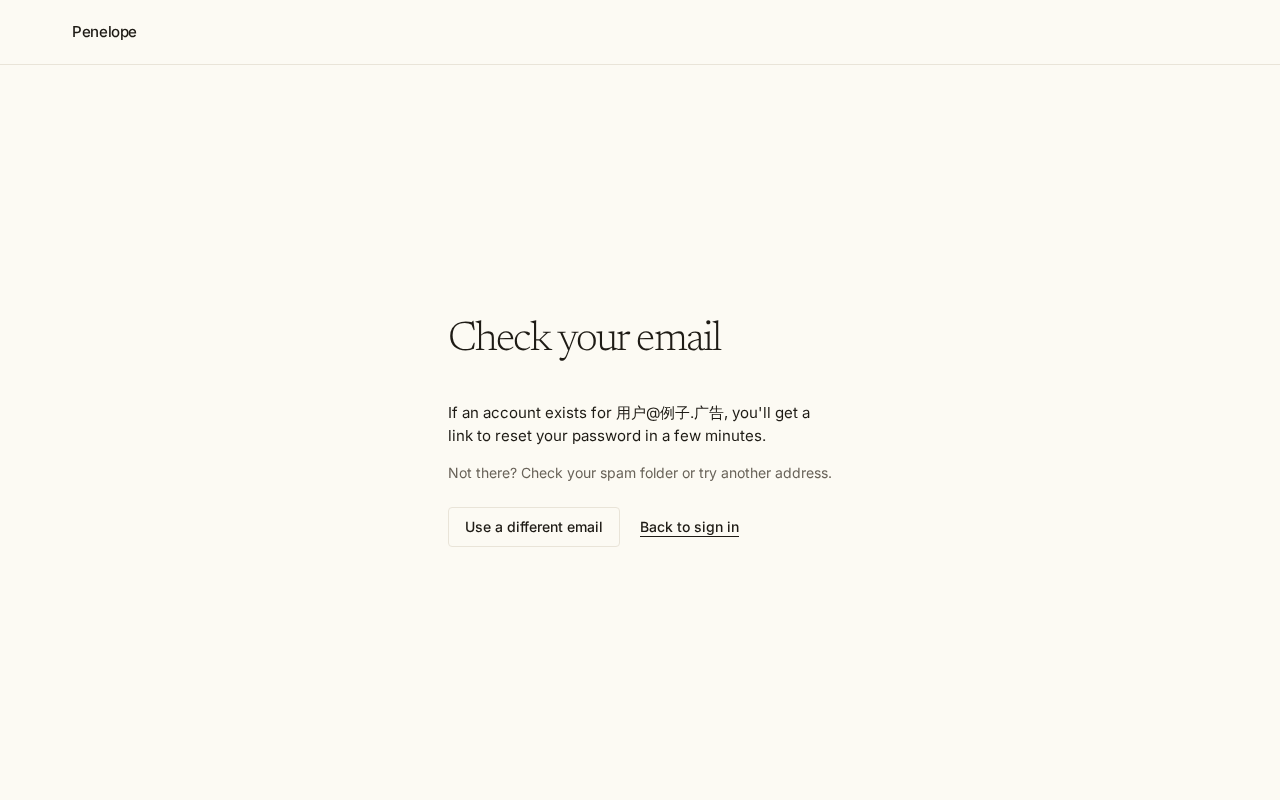 Penelope
Check your email
If an account exists for 用户@例子.广告, you'll get a
link to reset your password in a few minutes.
Not there? Check your spam folder or try another address.
Use a different email
Back to sign in